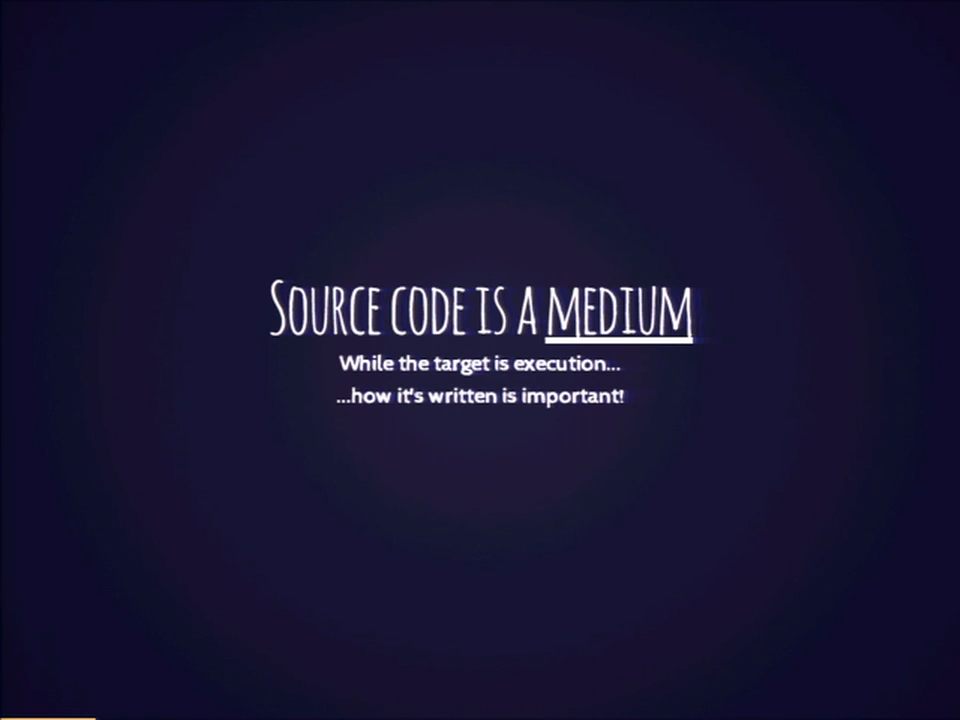 Source code is a medium
While the target is execution...
...how it's written is important!